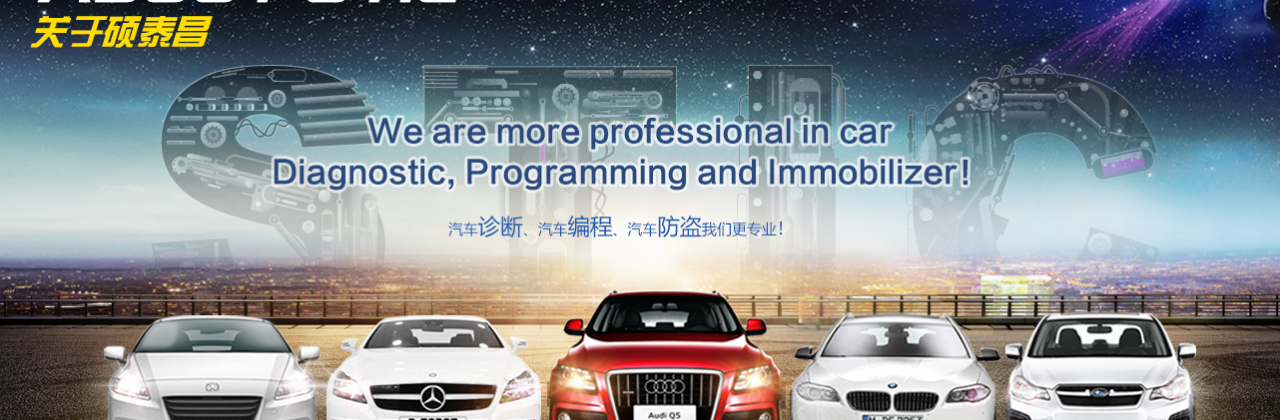 关于硕泰昌
STHC
We are more professional in car
Diagnostic, Programming and Immobilizer!
汽车诊断、汽车编程、汽车防盗我们更专业!
Audi Q5